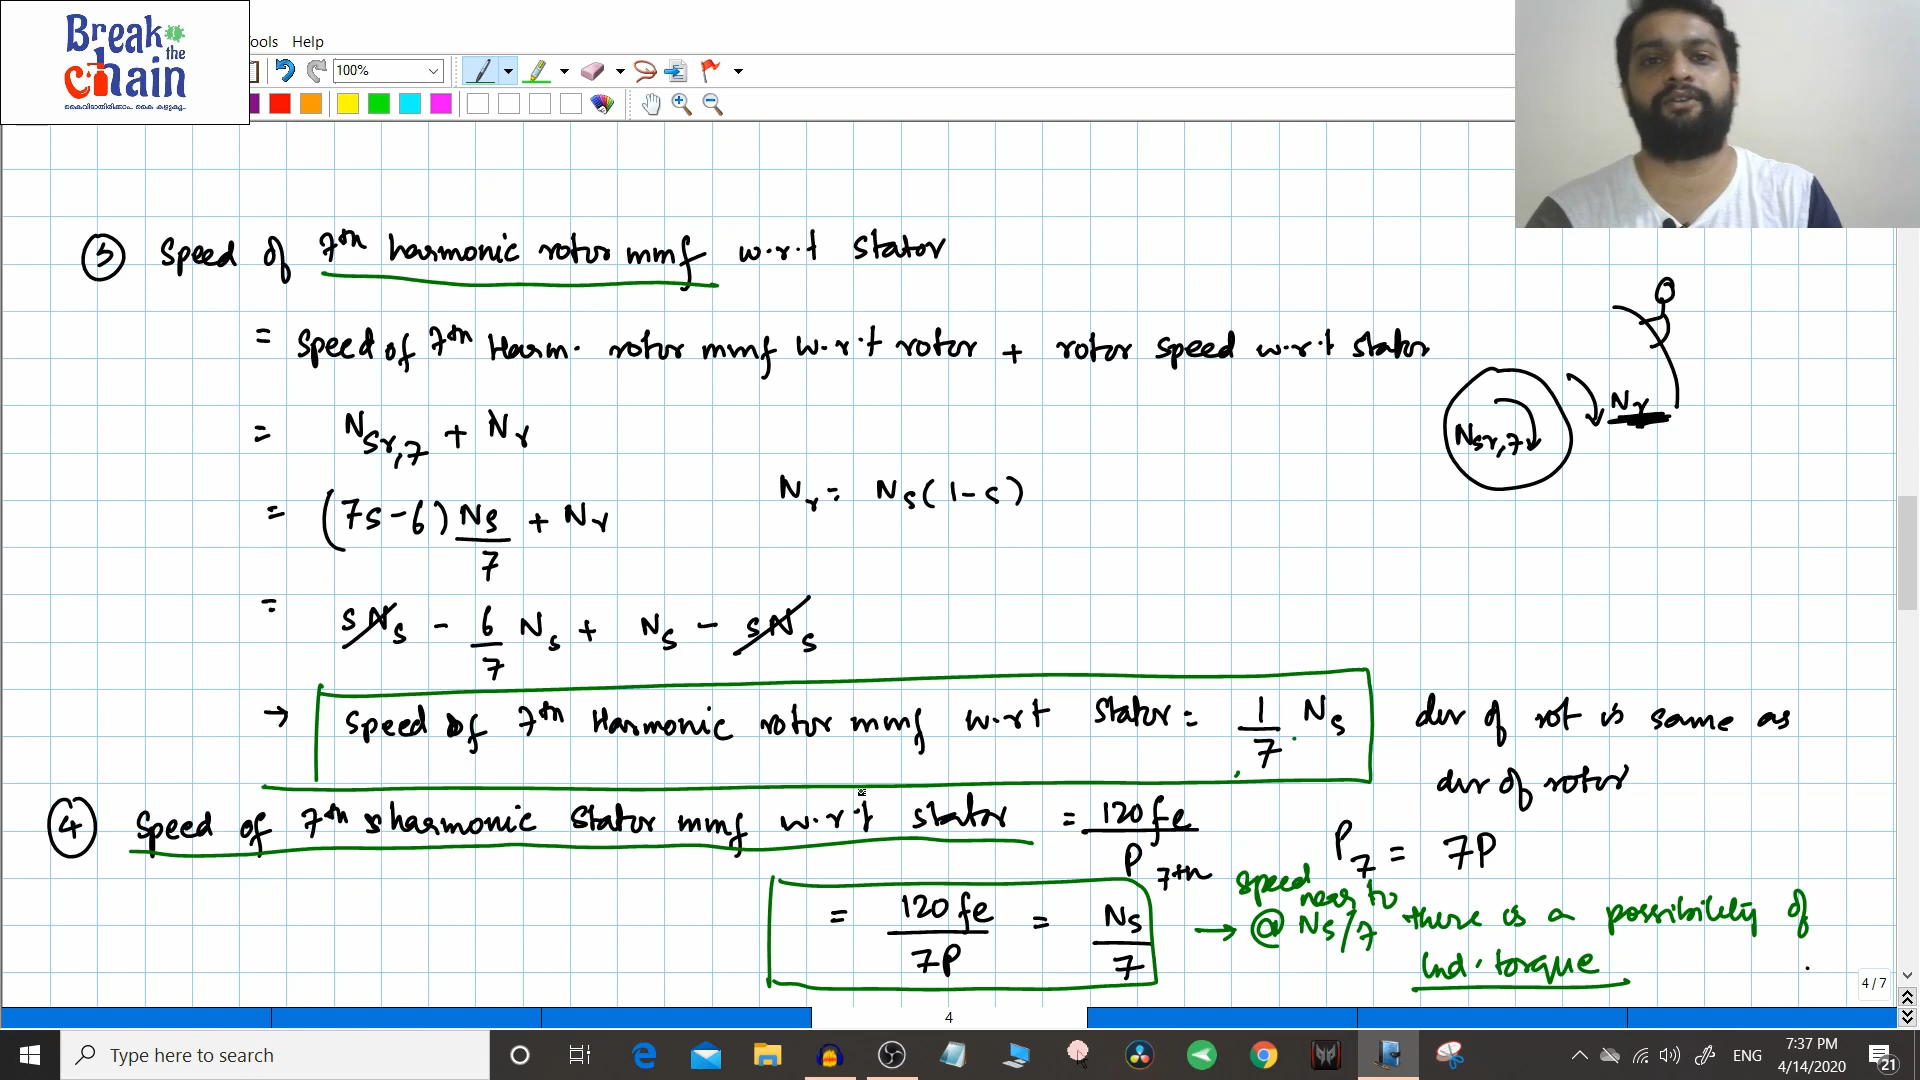 Break
the
chain
കൈവിടാതിരിക്കാം കൈ കഴുകൂ..
ools Help
100%
③ Speed of 7th harmonic rotor mmf w.r.t stator
= Speed of 7th Harm. rotor mmf w.r.t rotor + rotor speed w.r.t stator
= Nsr,7 + Nr
Nsr,7 Nr
Nr = Ns(1-s)
= (7s-6) Ns/7 + Nr
= sNs - 6/7 Ns + Ns - sNs
→ Speed of 7th Harmonic rotor mmf w.r.t stator = 1/7 Ns
dir of rot is same as
dir of rotor
④ Speed of 7th harmonic stator mmf w.r.t stator = 120fe / P7th
P7 = 7P
= 120fe / 7P = Ns/7
→ speed near to @ Ns/7 there is a possibility of
ind. torque
4 / 7
4
Type here to search
ENG
7:37 PM
4/14/2020
21